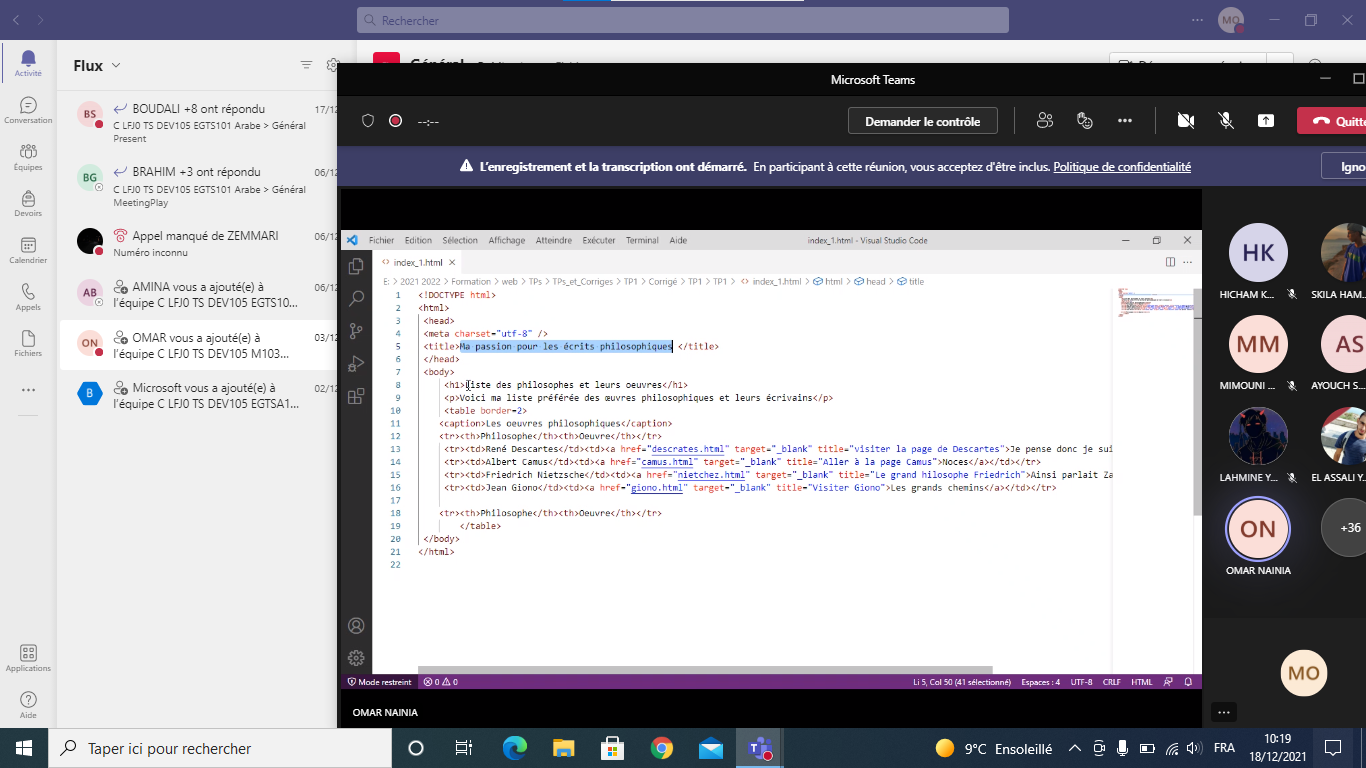 Rechercher
MO
Activité
Conversation
Équipes
Devoirs
Calendrier
Appels
Fichiers
Applications
Aide
Flux
BS
BOUDALI +8 ont répondu
17/12
C LFJ0 TS DEV105 EGTS101 Arabe > Général
Present
BG
BRAHIM +3 ont répondu
06/12
C LFJ0 TS DEV105 EGTS101 Arabe > Général
MeetingPlay
Appel manqué de ZEMMARI
06/12
Numéro inconnu
AB
AMINA vous a ajouté(e) à
06/12
l'équipe C LFJ0 TS DEV105 EGTS10...
ON
OMAR vous a ajouté(e) à
03/12
l'équipe C LFJ0 TS DEV105 M103...
B
Microsoft vous a ajouté(e) à
02/12
l'équipe C LFJ0 TS DEV105 EGTSA1...
Général
Microsoft Teams
--:--
Demander le contrôle
Quitte
L'enregistrement et la transcription ont démarré. En participant à cette réunion, vous acceptez d'être inclus. Politique de confidentialité
Igno
Fichier Edition Sélection Affichage Atteindre Exécuter Terminal Aide
index_1.html - Visual Studio Code
index_1.html
E: > 2021 2022 > Formation > web > TPs > TPs_et_Corriges > TP1 > Corrigé > TP1 > TP1 > index_1.html > html > head > title
1 <!DOCTYPE html>
2 <html>
3 <head>
4 <meta charset="utf-8" />
5 <title>Ma passion pour les écrits philosophiques </title>
6 </head>
7 <body>
8 <h1>Liste des philosophes et leurs oeuvres</h1>
9 <p>Voici ma liste préférée des œuvres philosophiques et leurs écrivains</p>
10 <table border=2>
11 <caption>Les oeuvres philosophiques</caption>
12 <tr><th>Philosophe</th><th>Oeuvre</th></tr>
13 <tr><td>René Descartes</td><td><a href="descrates.html" target="_blank" title="visiter la page de Descartes">Je pense donc je sui
14 <tr><td>Albert Camus</td><td><a href="camus.html" target="_blank" title="Aller à la page Camus">Noces</a></td></tr>
15 <tr><td>Friedrich Nietzsche</td><td><a href="nietchez.html" target="_blank" title="Le grand hilosophe Friedrich">Ainsi parlait Za
16 <tr><td>Jean Giono</td><td><a href="giono.html" target="_blank" title="Visiter Giono">Les grands chemins</a></td></tr>
17
18 <tr><th>Philosophe</th><th>Oeuvre</th></tr>
19 </table>
20 </body>
21 </html>
22
Mode restreint
0 0
Li 5, Col 50 (41 sélectionné) Espaces : 4 UTF-8 CRLF HTML
OMAR NAINIA
HK
HICHAM K...
SKILA HAM...
MM
MIMOUNI ...
AS
AYOUCH S...
LAHMINE Y...
EL ASSALI Y...
ON
OMAR NAINIA
+36
MO
Taper ici pour rechercher
9°C Ensoleillé
FRA
10:19
18/12/2021